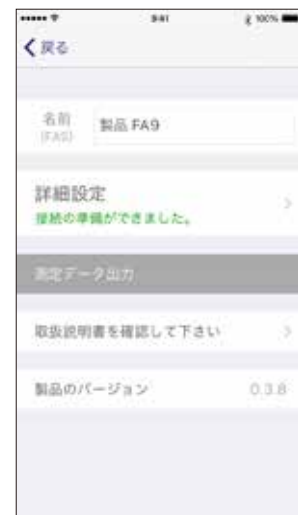 9:41
100%
戻る
名前
(FA9)
製品 FA9
詳細設定
接続の準備ができました。
測定データ出力
取扱説明書を確認して下さい
製品のバージョン
0.3.8